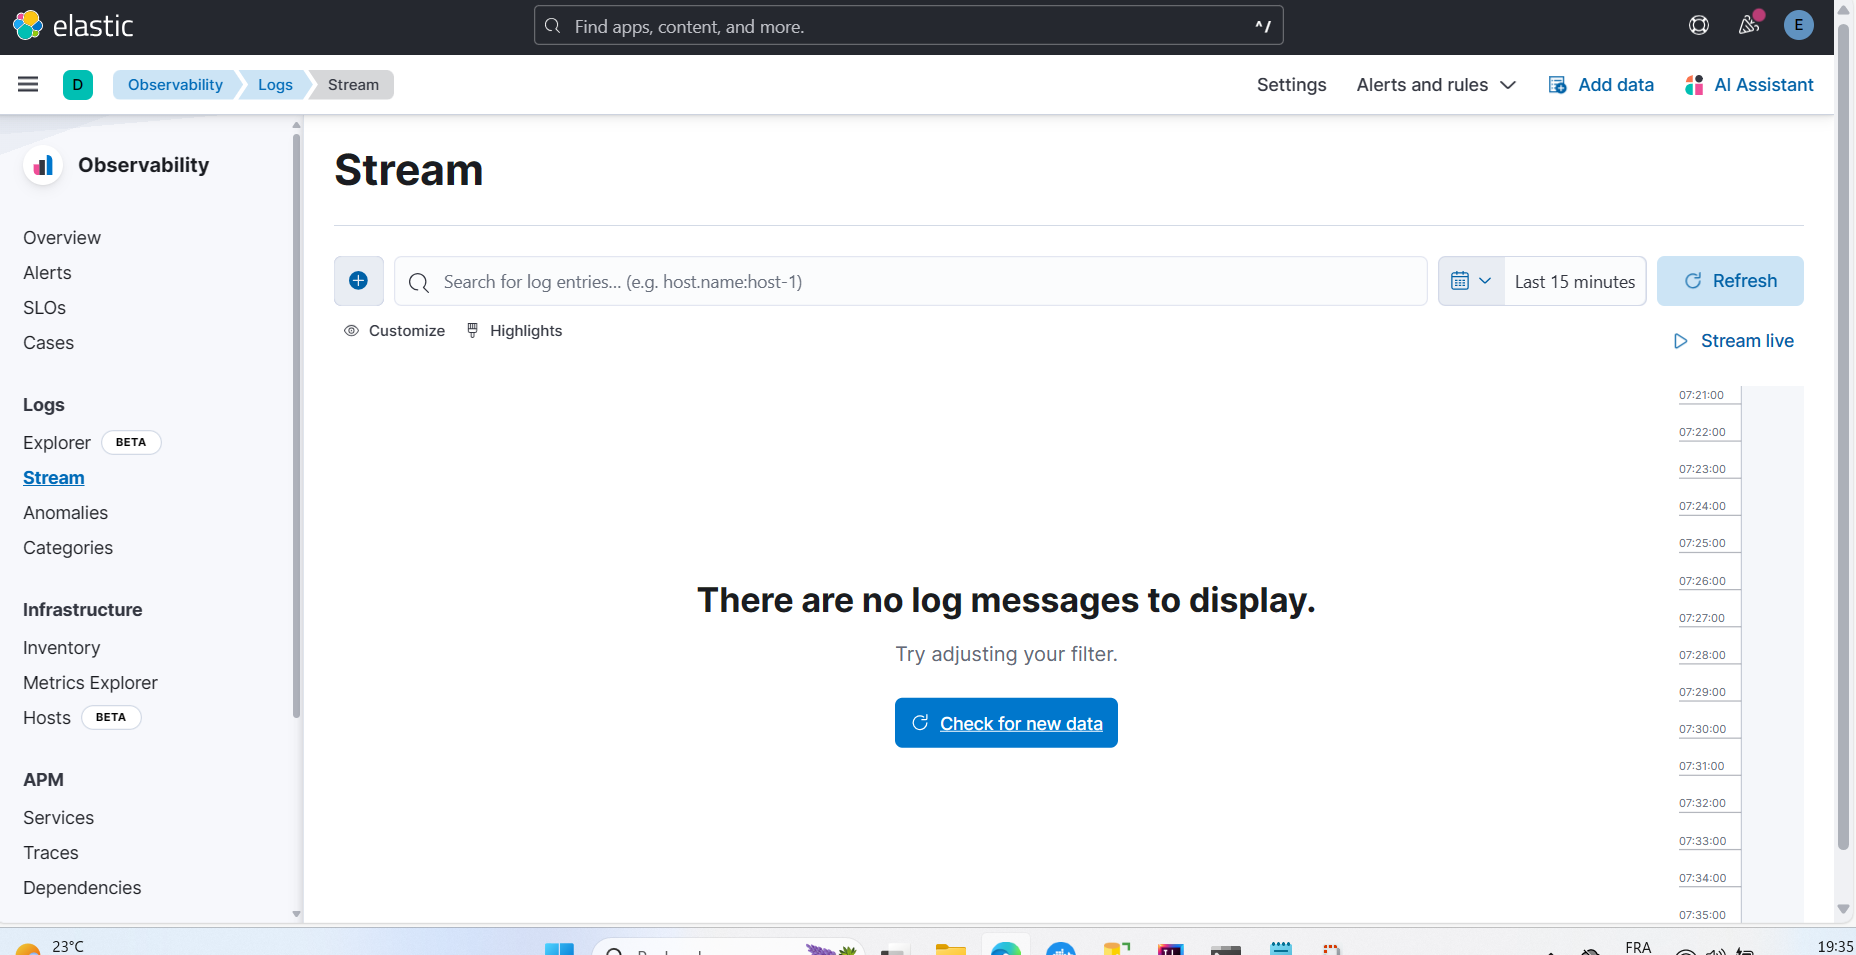 elastic
Find apps, content, and more.
^/
E
D
Observability
Logs
Stream
Settings
Alerts and rules
Add data
AI Assistant
Observability
Overview
Alerts
SLOs
Cases
Logs
Explorer BETA
Stream
Anomalies
Categories
Infrastructure
Inventory
Metrics Explorer
Hosts BETA
APM
Services
Traces
Dependencies
Stream
Search for log entries... (e.g. host.name:host-1)
Last 15 minutes
Refresh
Customize
Highlights
Stream live
There are no log messages to display.
Try adjusting your filter.
Check for new data
07:21:00
07:22:00
07:23:00
07:24:00
07:25:00
07:26:00
07:27:00
07:28:00
07:29:00
07:30:00
07:31:00
07:32:00
07:33:00
07:34:00
07:35:00
23°C
FRA
19:35